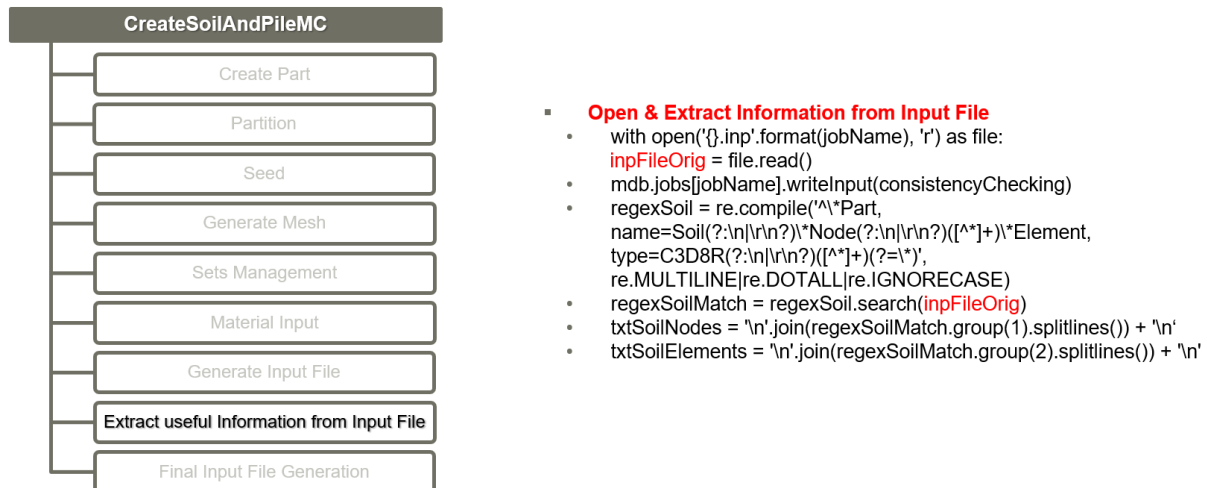 CreateSoilAndPileMC
Create Part
Partition
Seed
Generate Mesh
Sets Management
Material Input
Generate Input File
Extract useful Information from Input File
Final Input File Generation
▪ Open & Extract Information from Input File
• with open('{}.inp'.format(jobName), 'r') as file:
inpFileOrig = file.read()
• mdb.jobs[jobName].writeInput(consistencyChecking)
• regexSoil = re.compile('^\*Part,
name=Soil(?:\n|\r\n?)\*Node(?:\n|\r\n?)([^*]+)\*Element,
type=C3D8R(?:\n|\r\n?)([^*]+)(?=\*)',
re.MULTILINE|re.DOTALL|re.IGNORECASE)
• regexSoilMatch = regexSoil.search(inpFileOrig)
• txtSoilNodes = '\n'.join(regexSoilMatch.group(1).splitlines()) + '\n‘
• txtSoilElements = '\n'.join(regexSoilMatch.group(2).splitlines()) + '\n'